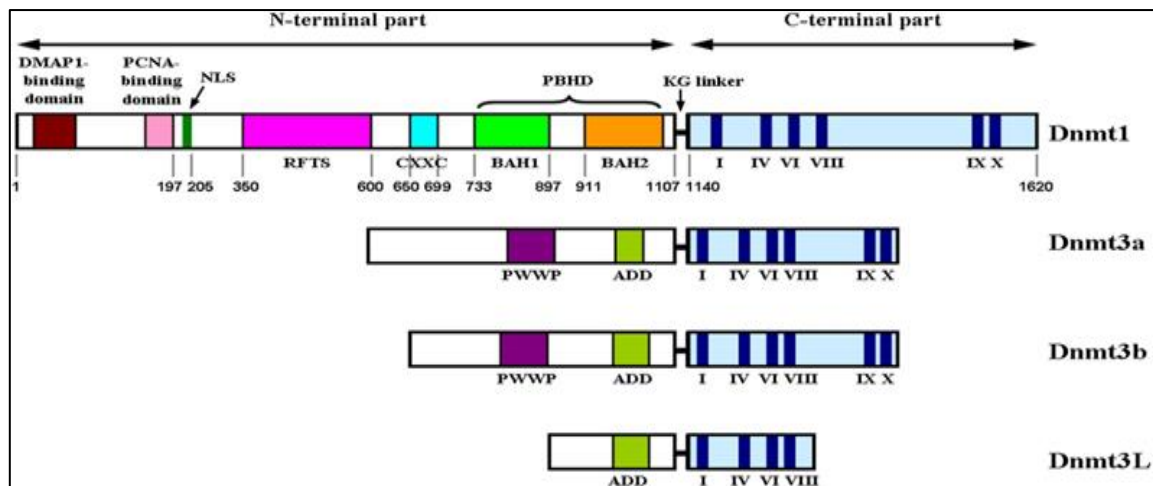 N-terminal part C-terminal part
DMAP1-
binding
domain
PCNA-
binding
domain
NLS
PBHD
KG linker
Dnmt1
RFTS CXXC BAH1 BAH2 I IV VI VIII IX X
1 197 205 350 600 650 699 733 897 911 1107 1140 1620
Dnmt3a
PWWP ADD I IV VI VIII IX X
Dnmt3b
PWWP ADD I IV VI VIII IX X
Dnmt3L
ADD I IV VI VIII